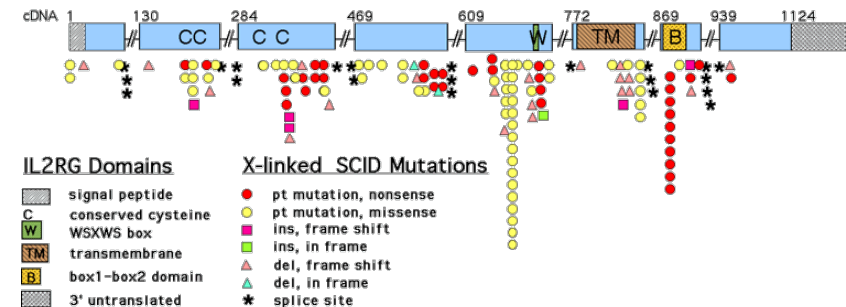 cDNA 1 130 284 469 609 772 869 939 1124
CC C C W TM B
IL2RG Domains X-linked SCID Mutations
signal peptide pt mutation, nonsense
C conserved cysteine pt mutation, missense
W WSXWS box ins, frame shift
TM transmembrane ins, in frame
B box1-box2 domain del, frame shift
del, in frame
3' untranslated splice site